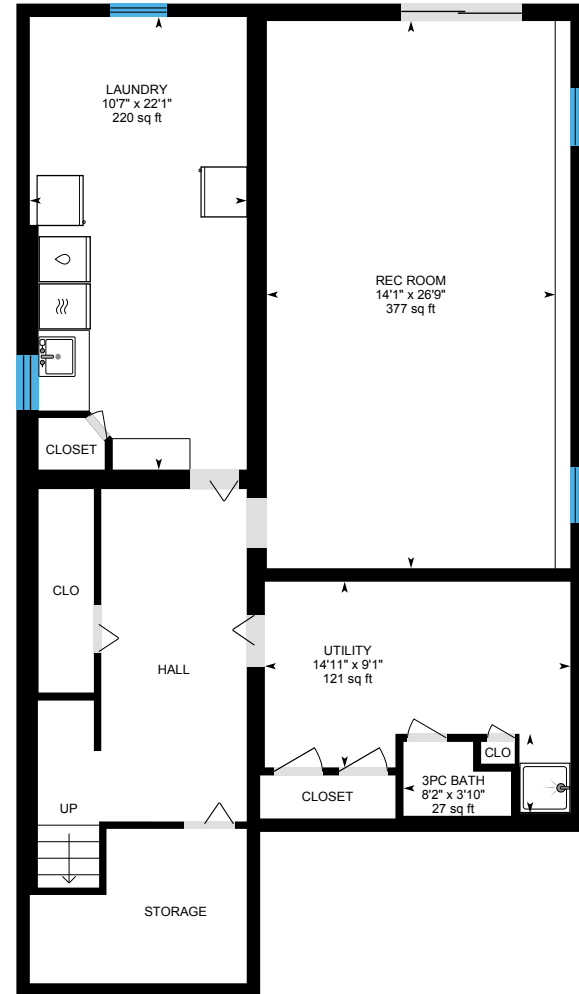 LAUNDRY
10'7" x 22'1"
220 sq ft
REC ROOM
14'1" x 26'9"
377 sq ft
CLOSET
CLO
HALL
UTILITY
14'11" x 9'1"
121 sq ft
CLO
3PC BATH
8'2" x 3'10"
27 sq ft
CLOSET
UP
STORAGE